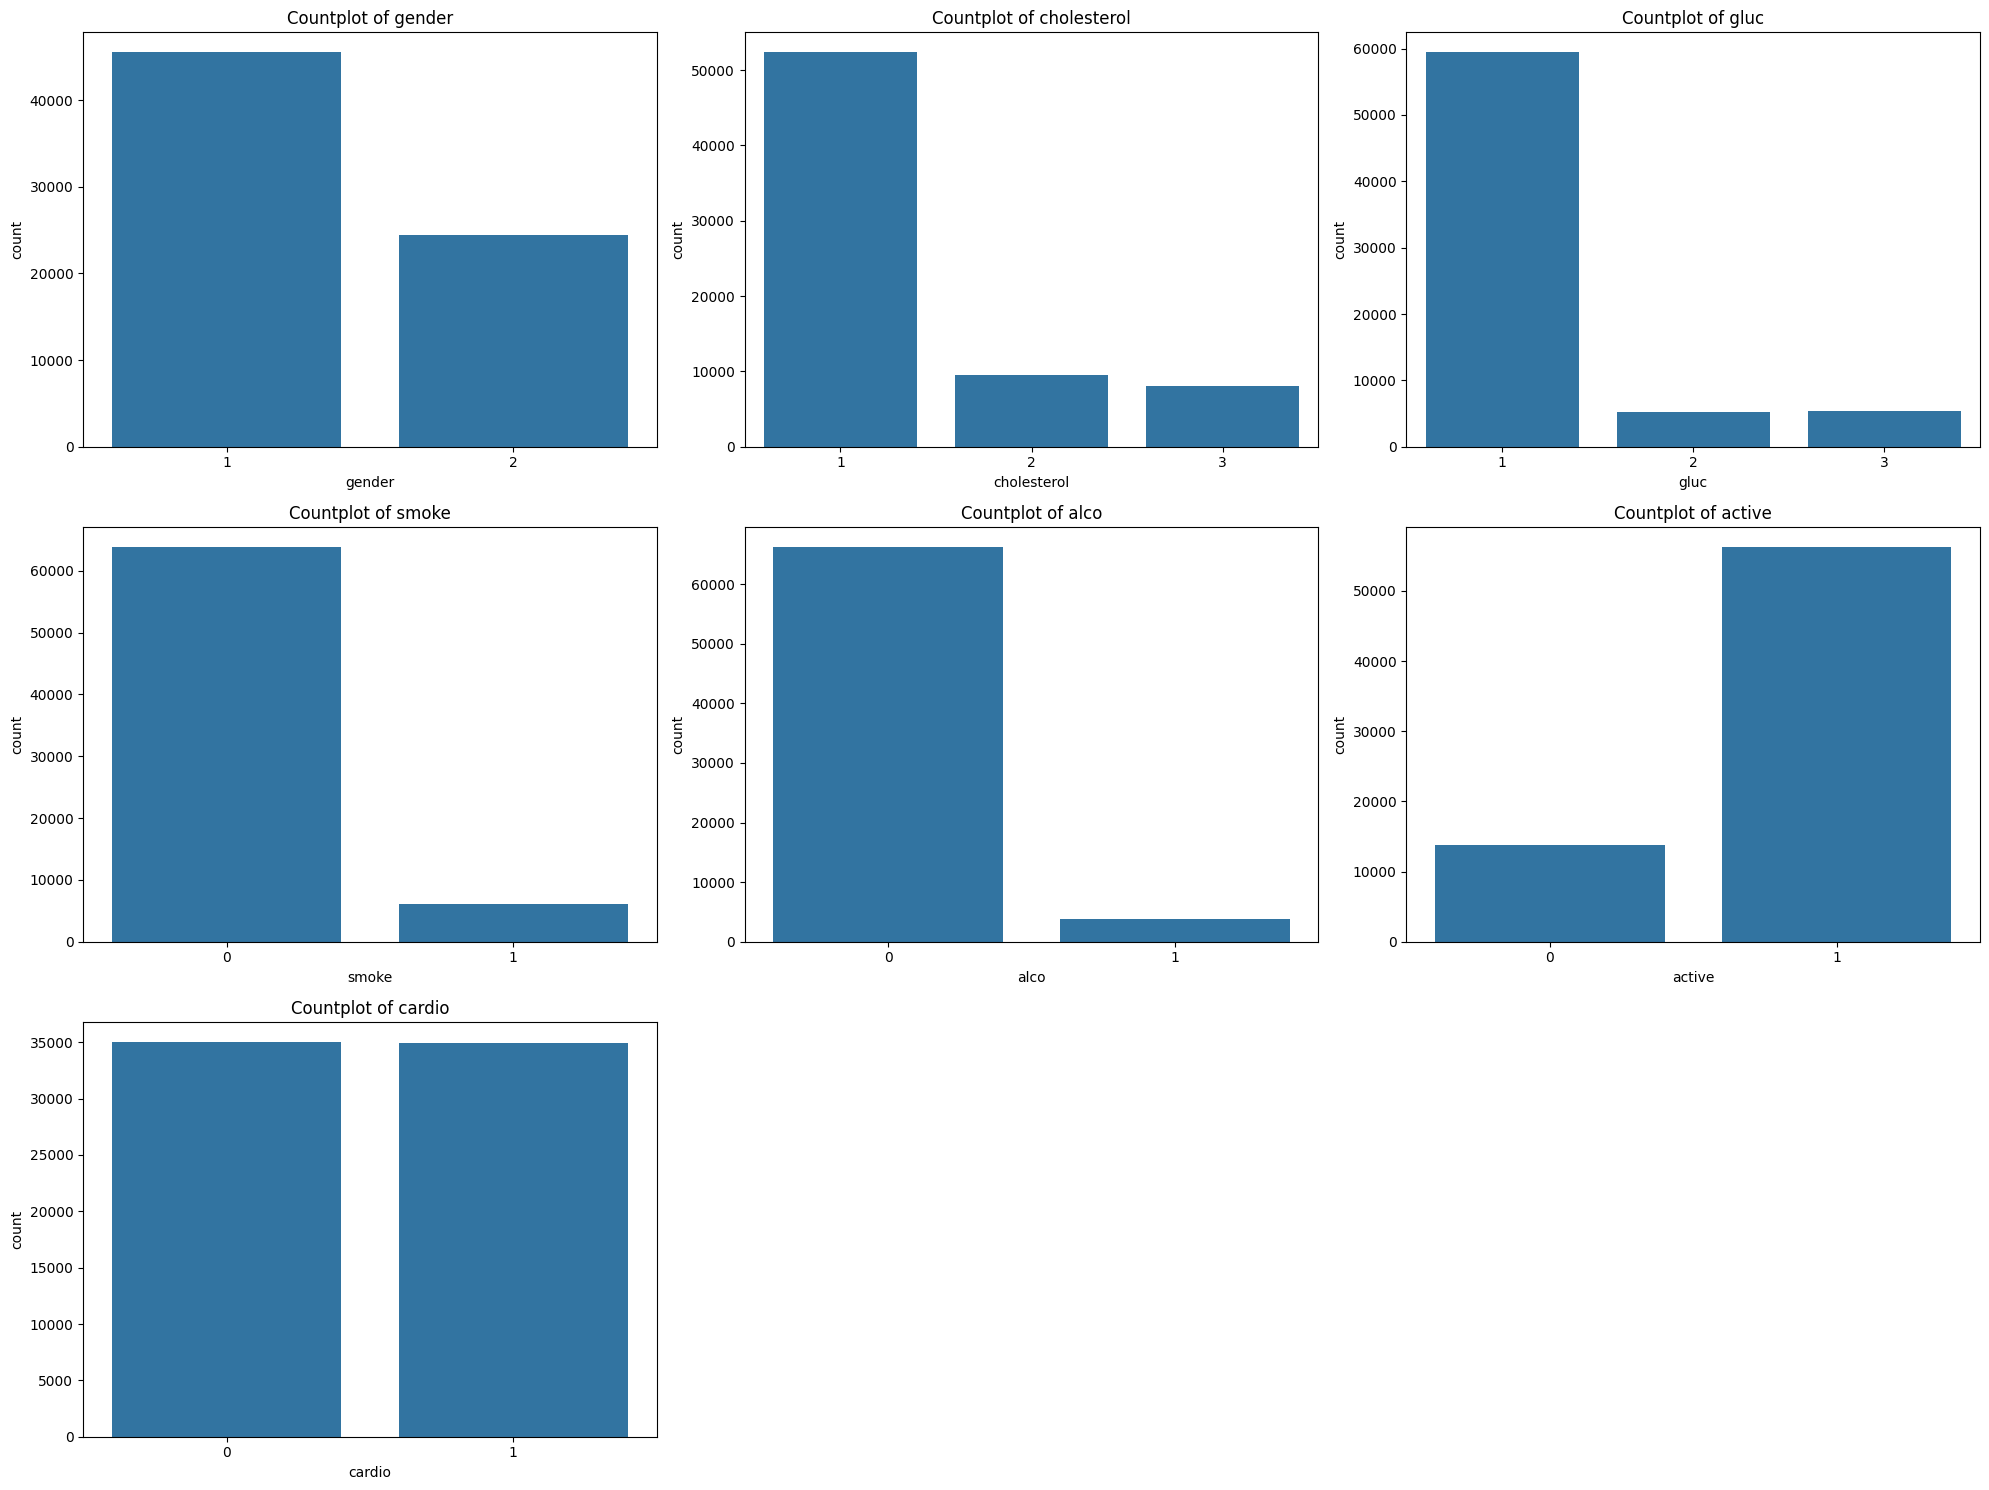 Countplot of gender
40000
30000
20000
10000
0
count
1 2
gender
Countplot of cholesterol
50000
40000
30000
20000
10000
0
count
1 2 3
cholesterol
Countplot of gluc
60000
50000
40000
30000
20000
10000
0
count
1 2 3
gluc
Countplot of smoke
60000
50000
40000
30000
20000
10000
0
count
0 1
smoke
Countplot of alco
60000
50000
40000
30000
20000
10000
0
count
0 1
alco
Countplot of active
50000
40000
30000
20000
10000
0
count
0 1
active
Countplot of cardio
35000
30000
25000
20000
15000
10000
5000
0
count
0 1
cardio